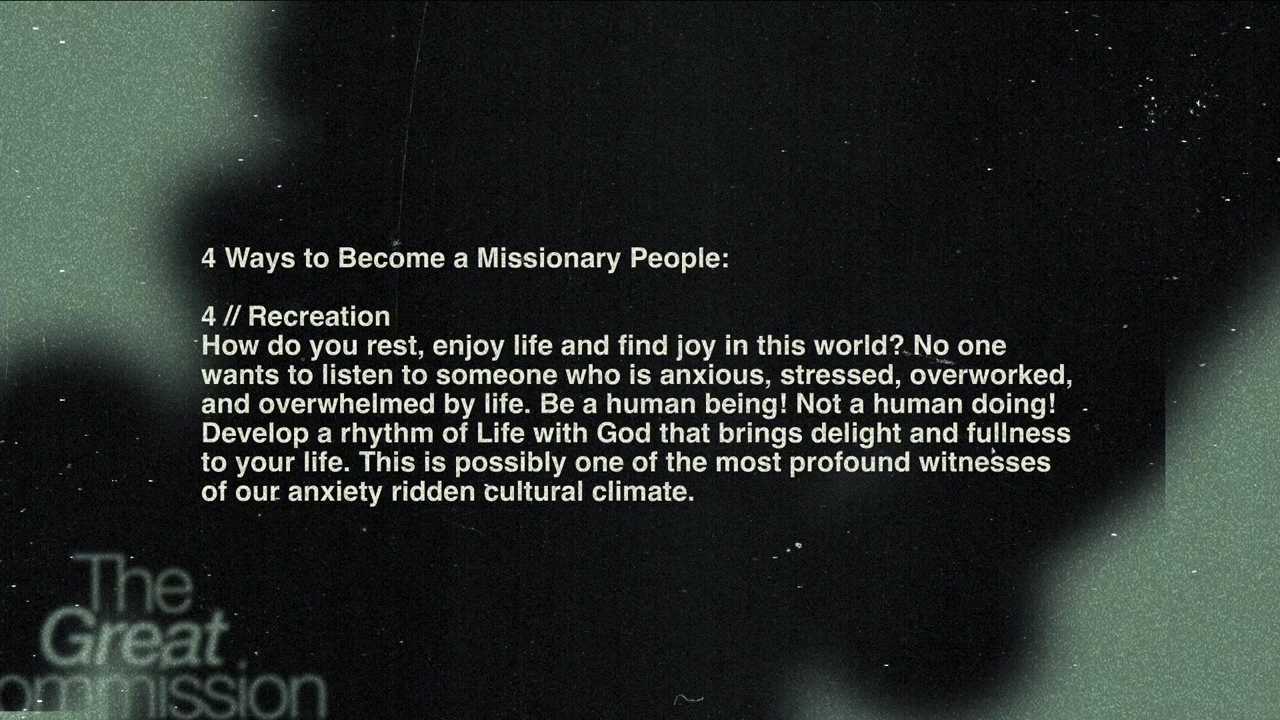 4 Ways to Become a Missionary People:
4 // Recreation
How do you rest, enjoy life and find joy in this world? No one
wants to listen to someone who is anxious, stressed, overworked,
and overwhelmed by life. Be a human being! Not a human doing!
Develop a rhythm of Life with God that brings delight and fullness
to your life. This is possibly one of the most profound witnesses
of our anxiety ridden cultural climate.
The
Great
ommission